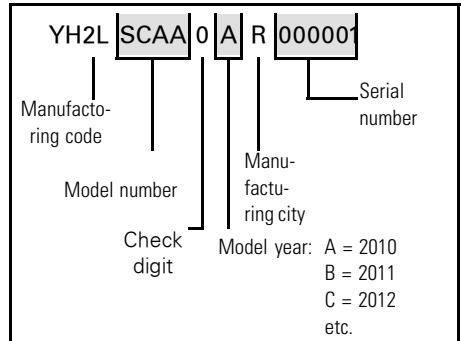 YH2L SCAA 0 A R 000001
Manufacto-
ring code
Serial
number
Model number
Manu-
factu-
ring city
Check
digit
Model year: A = 2010
B = 2011
C = 2012
etc.